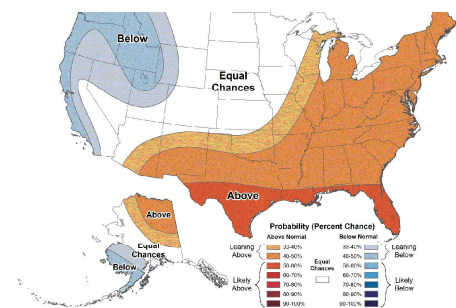 Below
Equal
Chances
Above
Above
Equal
Chances
Below
Probability (Percent Chance)
Above Normal
Below Normal
Leaning
Above
33-40%
40-50%
50-60%
60-70%
70-80%
80-90%
90-100%
Likely
Above
Equal
Chances
33-40%
40-50%
50-60%
60-70%
70-80%
80-90%
90-100%
Leaning
Below
Likely
Below